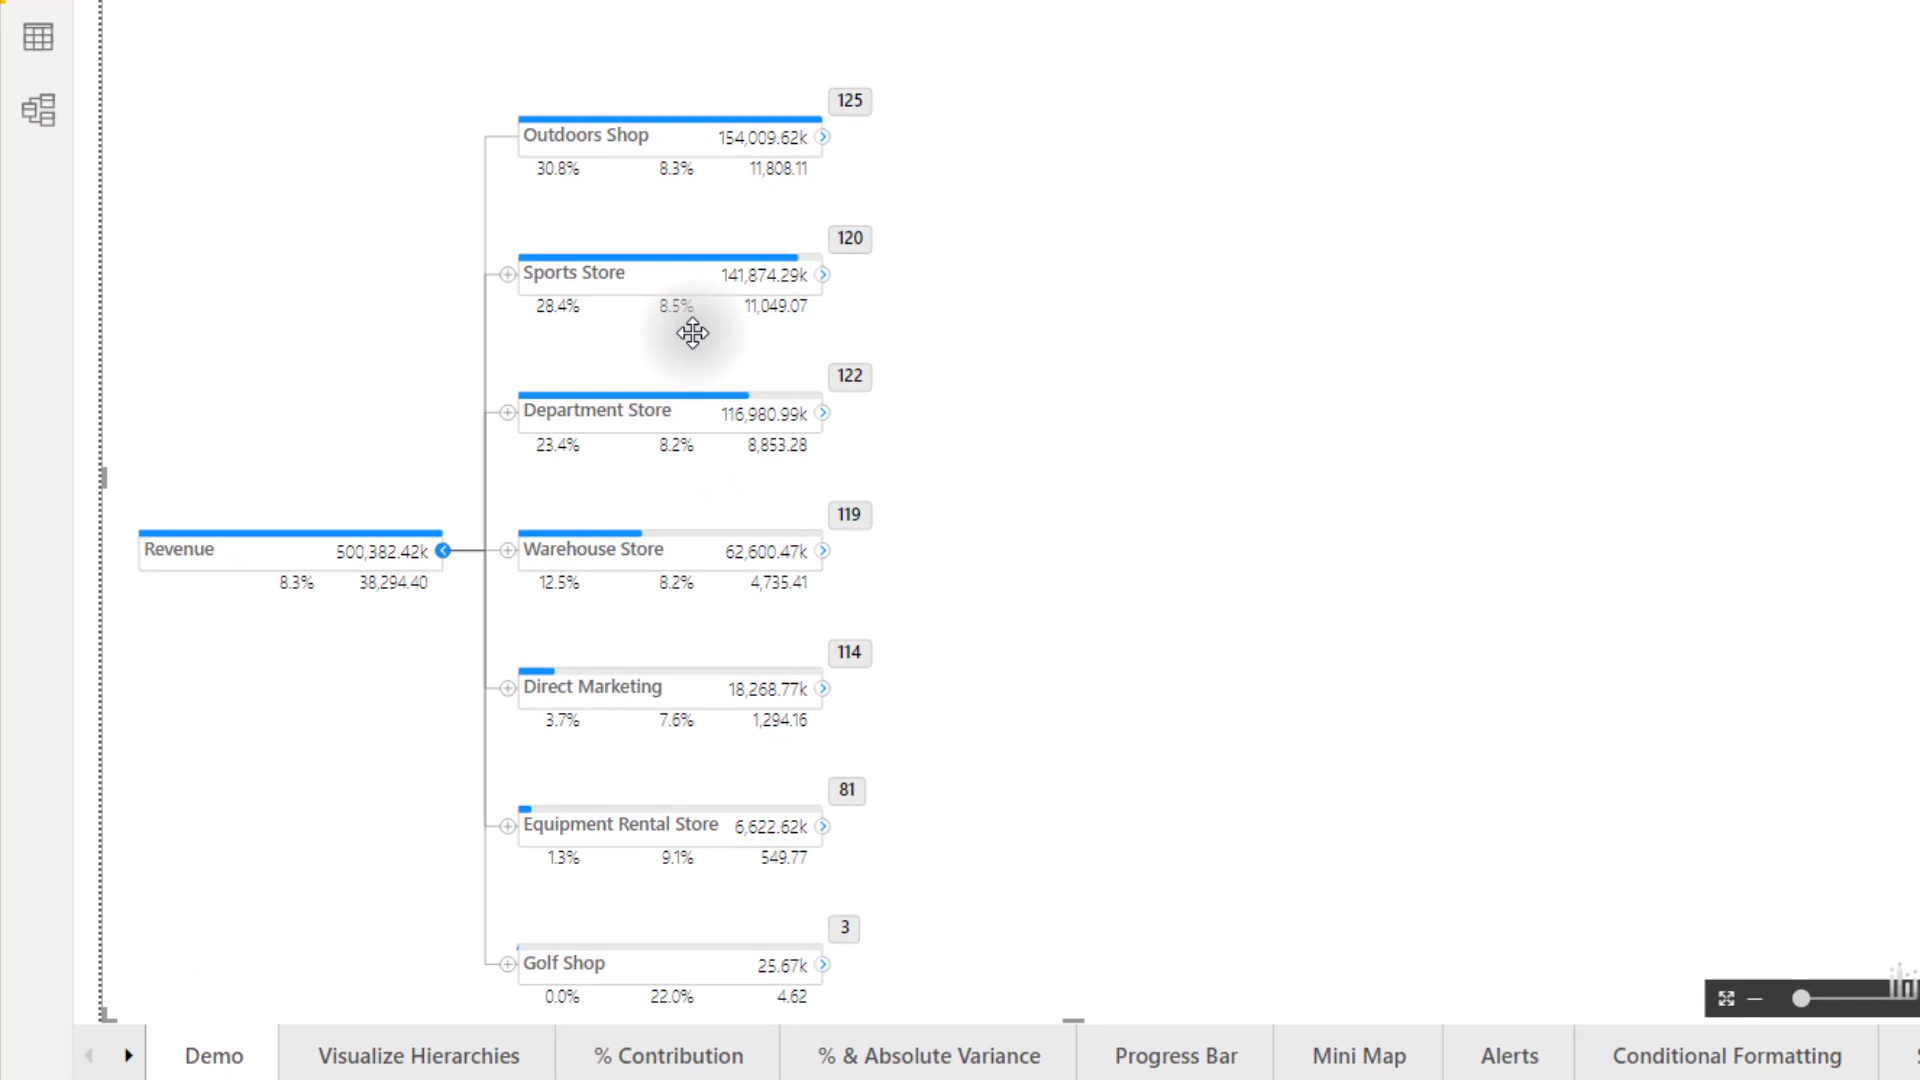 125
Outdoors Shop 154,009.62k
30.8% 8.3% 11,808.11
120
Sports Store 141,874.29k
28.4% 8.5% 11,049.07
122
Department Store 116,980.99k
23.4% 8.2% 8,853.28
119
Revenue 500,382.42k
8.3% 38,294.40
Warehouse Store 62,600.47k
12.5% 8.2% 4,735.41
114
Direct Marketing 18,268.77k
3.7% 7.6% 1,294.16
81
Equipment Rental Store 6,622.62k
1.3% 9.1% 549.77
3
Golf Shop 25.67k
0.0% 22.0% 4.62
Demo Visualize Hierarchies % Contribution % & Absolute Variance Progress Bar Mini Map Alerts Conditional Formatting